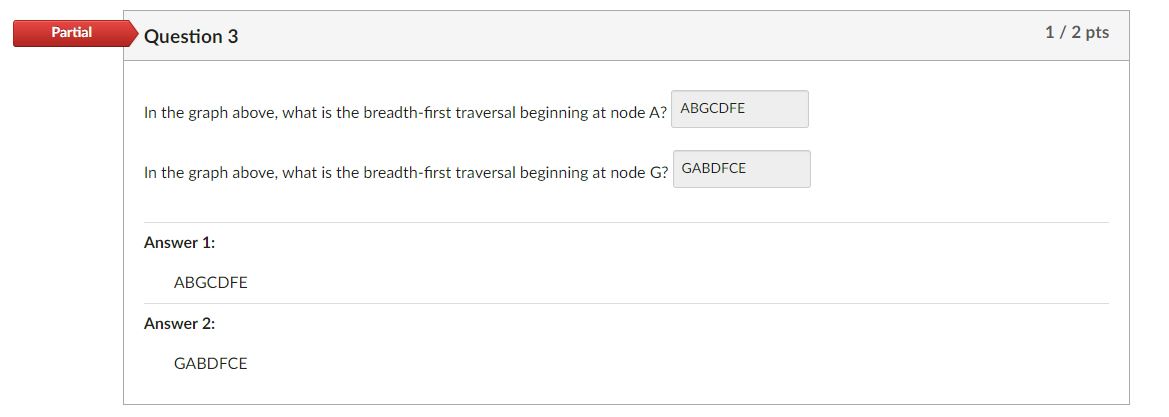 Partial
Question 3
1 / 2 pts
In the graph above, what is the breadth-first traversal beginning at node A? ABGCDFE
In the graph above, what is the breadth-first traversal beginning at node G? GABDFCE
Answer 1:
ABGCDFE
Answer 2:
GABDFCE